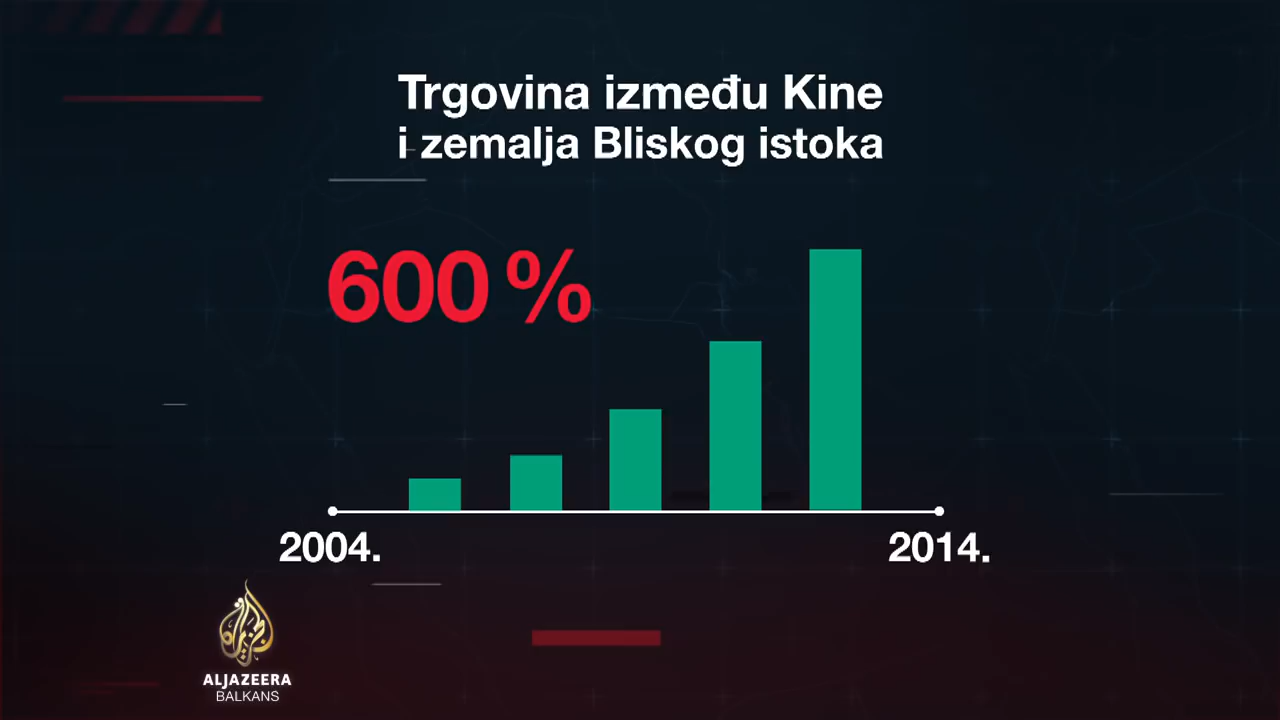 Trgovina između Kine
i zemalja Bliskog istoka
600 %
2004.
2014.
ALJAZEERA
BALKANS